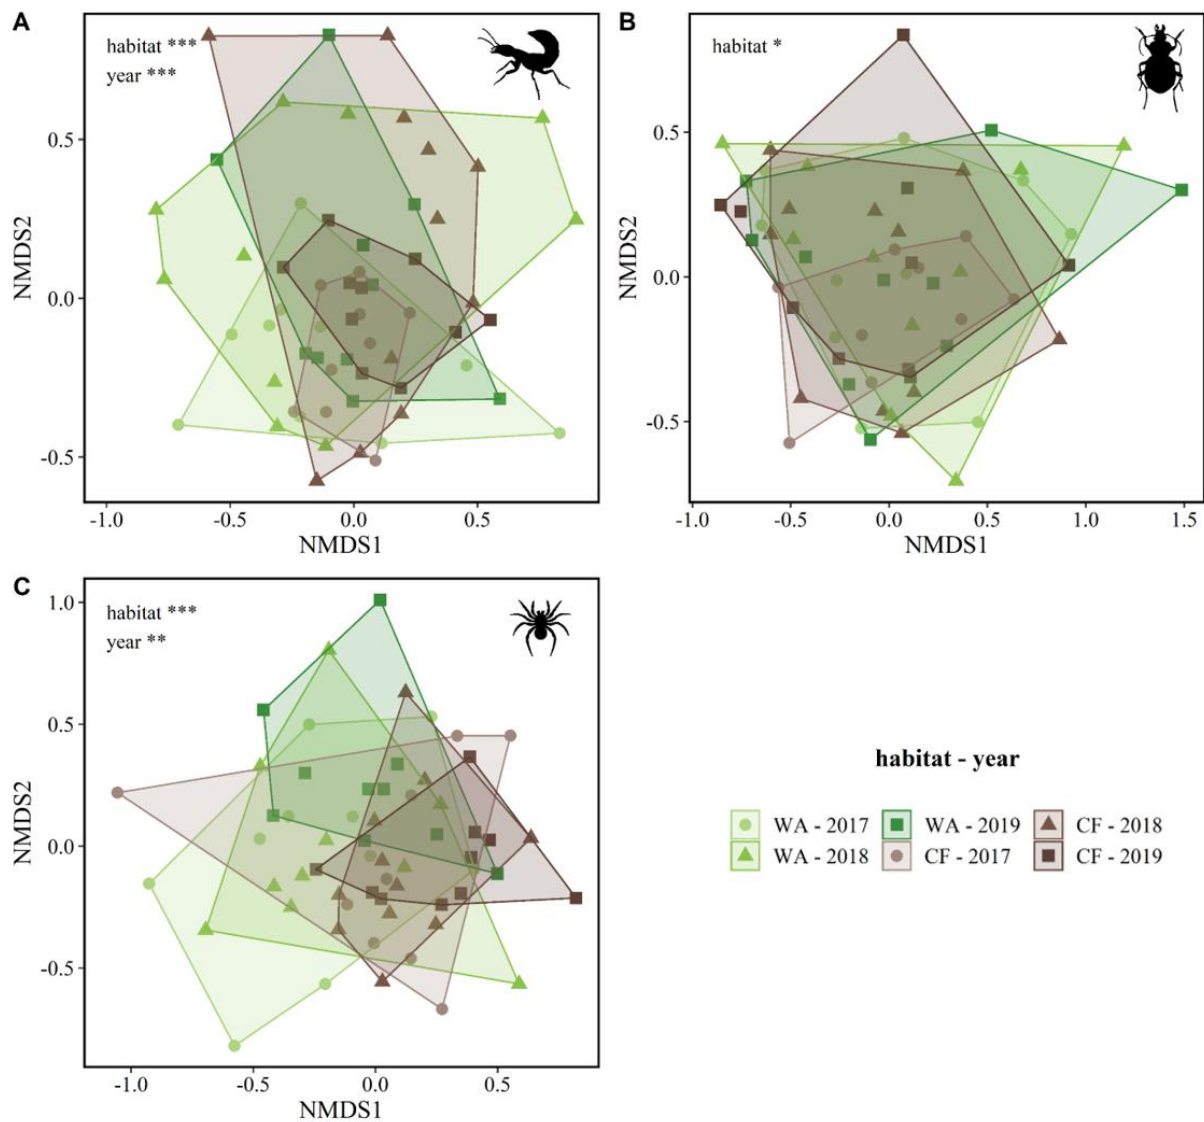 A
habitat ***
year ***
0.5
0.0
-0.5
NMDS2
-1.0 -0.5 0.0 0.5
NMDS1
B
habitat *
0.5
0.0
-0.5
NMDS2
-1.0 -0.5 0.0 0.5 1.0 1.5
NMDS1
C
habitat ***
year **
1.0
0.5
0.0
-0.5
NMDS2
-1.0 -0.5 0.0 0.5
NMDS1
habitat - year
WA - 2017 WA - 2019 CF - 2018
WA - 2018 CF - 2017 CF - 2019